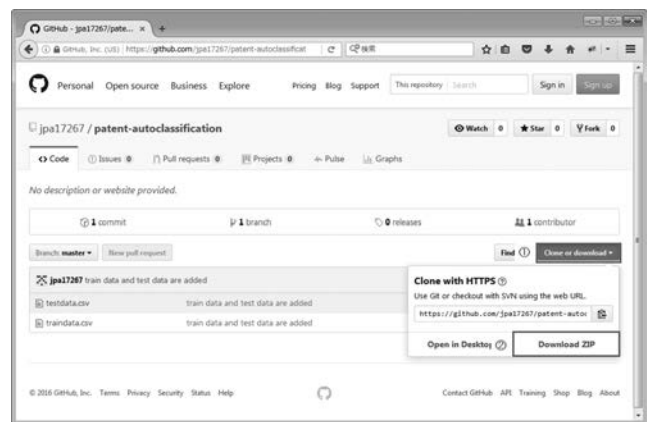 GitHub - jpa17267/pate...
GitHub, Inc. (US) https://github.com/jpa17267/patent-autoclassificat
検索
Personal Open source Business Explore Pricing Blog Support This repository Search Sign in Sign up
jpa17267 / patent-autoclassification
Watch 0 Star 0 Fork 0
Code Issues 0 Pull requests 0 Projects 0 Pulse Graphs
No description or website provided.
1 commit 1 branch 0 releases 1 contributor
Branch: master New pull request Find ① Clone or download
jpa17267 train data and test data are added
testdata.csv train data and test data are added
traindata.csv train data and test data are added
Clone with HTTPS
Use Git or checkout with SVN using the web URL.
https://github.com/jpa17267/patent-autoc
Open in Desktop ② Download ZIP
© 2016 GitHub, Inc. Terms Privacy Security Status Help Contact GitHub API Training Shop Blog About